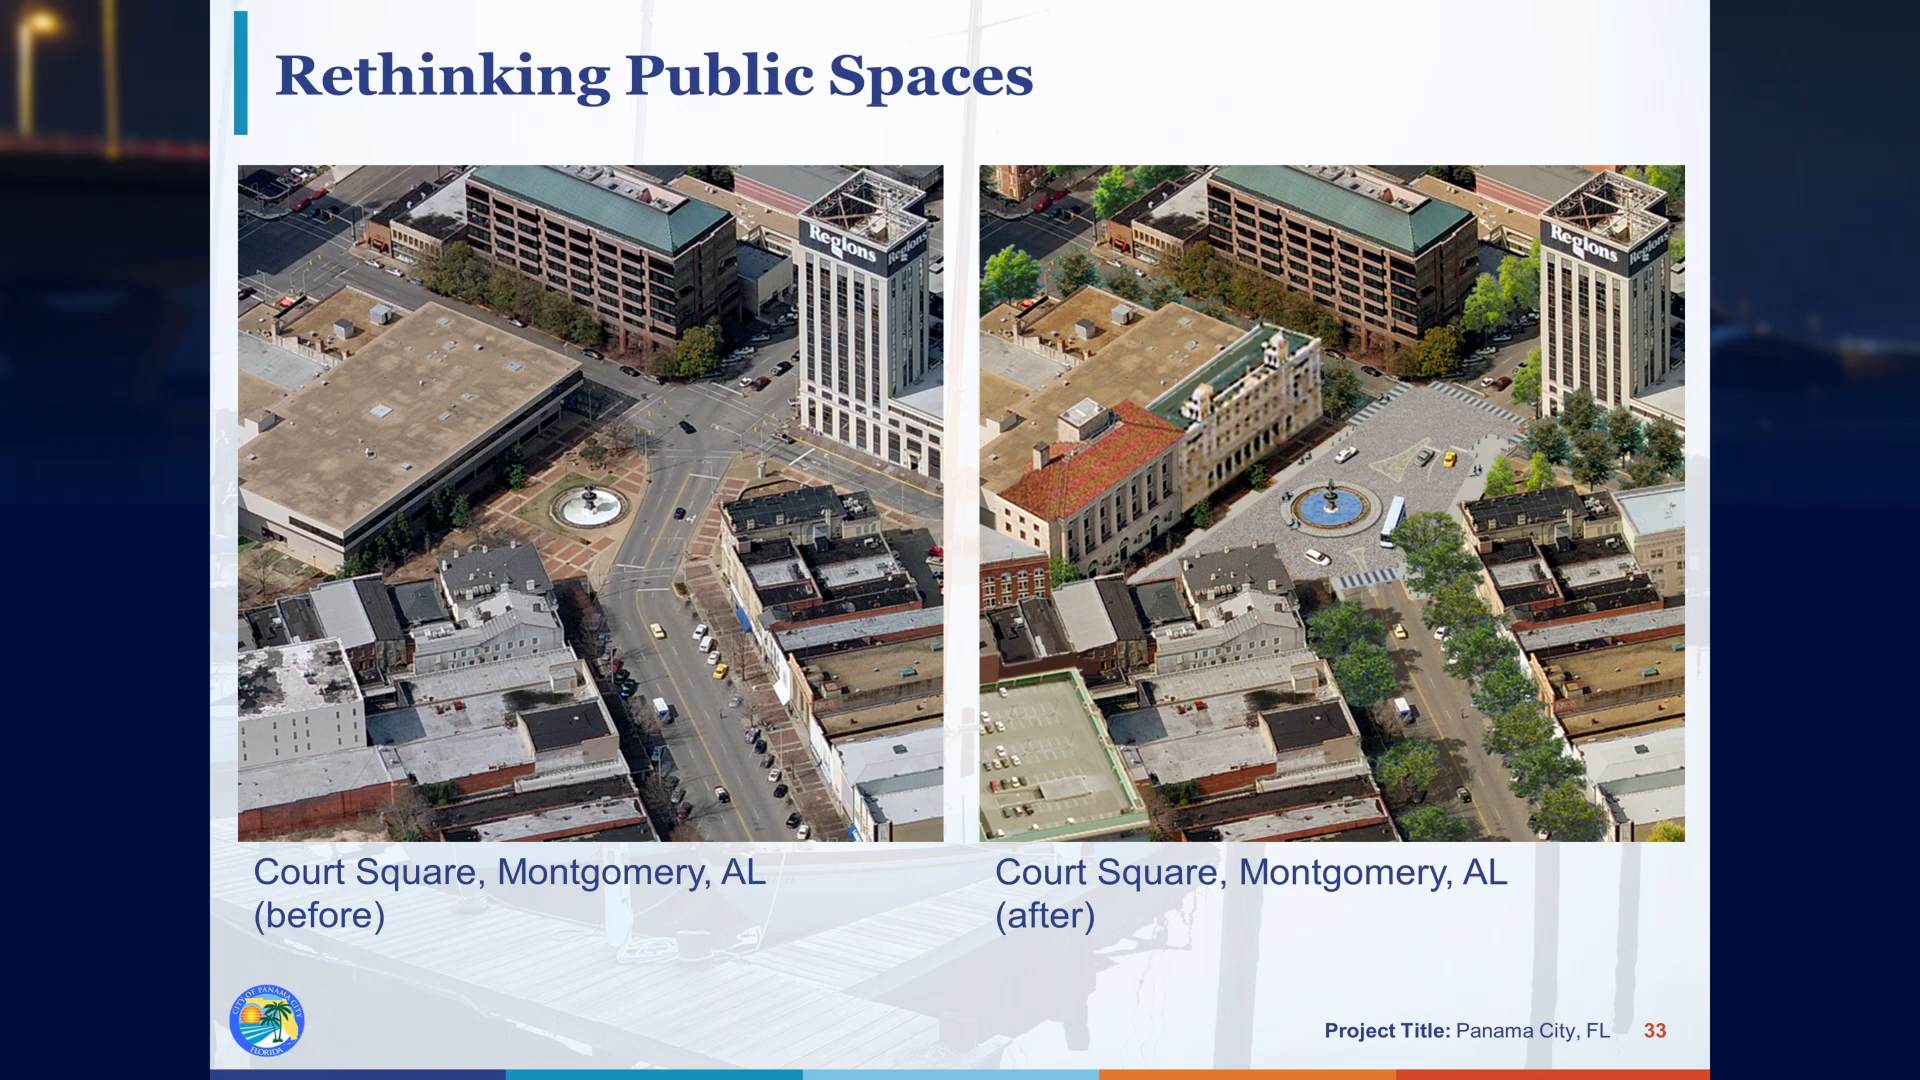 Rethinking Public Spaces
Regions
Regions
Regions
Regions
Court Square, Montgomery, AL
(before)
Court Square, Montgomery, AL
(after)
CITY OF PANAMA CITY
FLORIDA
Project Title: Panama City, FL 33